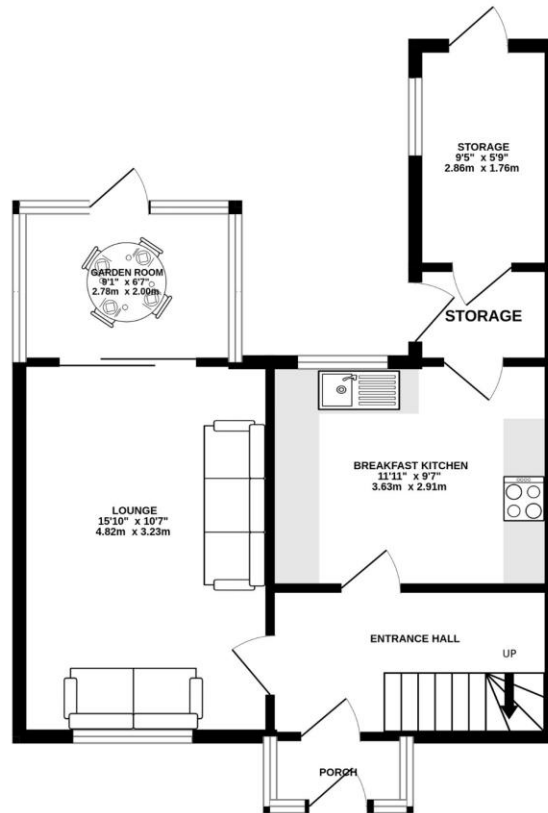 STORAGE
9'5" x 5'9"
2.86m x 1.76m
GARDEN ROOM
9'1" x 6'7"
2.78m x 2.00m
STORAGE
BREAKFAST KITCHEN
11'11" x 9'7"
3.63m x 2.91m
LOUNGE
15'10" x 10'7"
4.82m x 3.23m
ENTRANCE HALL
UP
PORCH